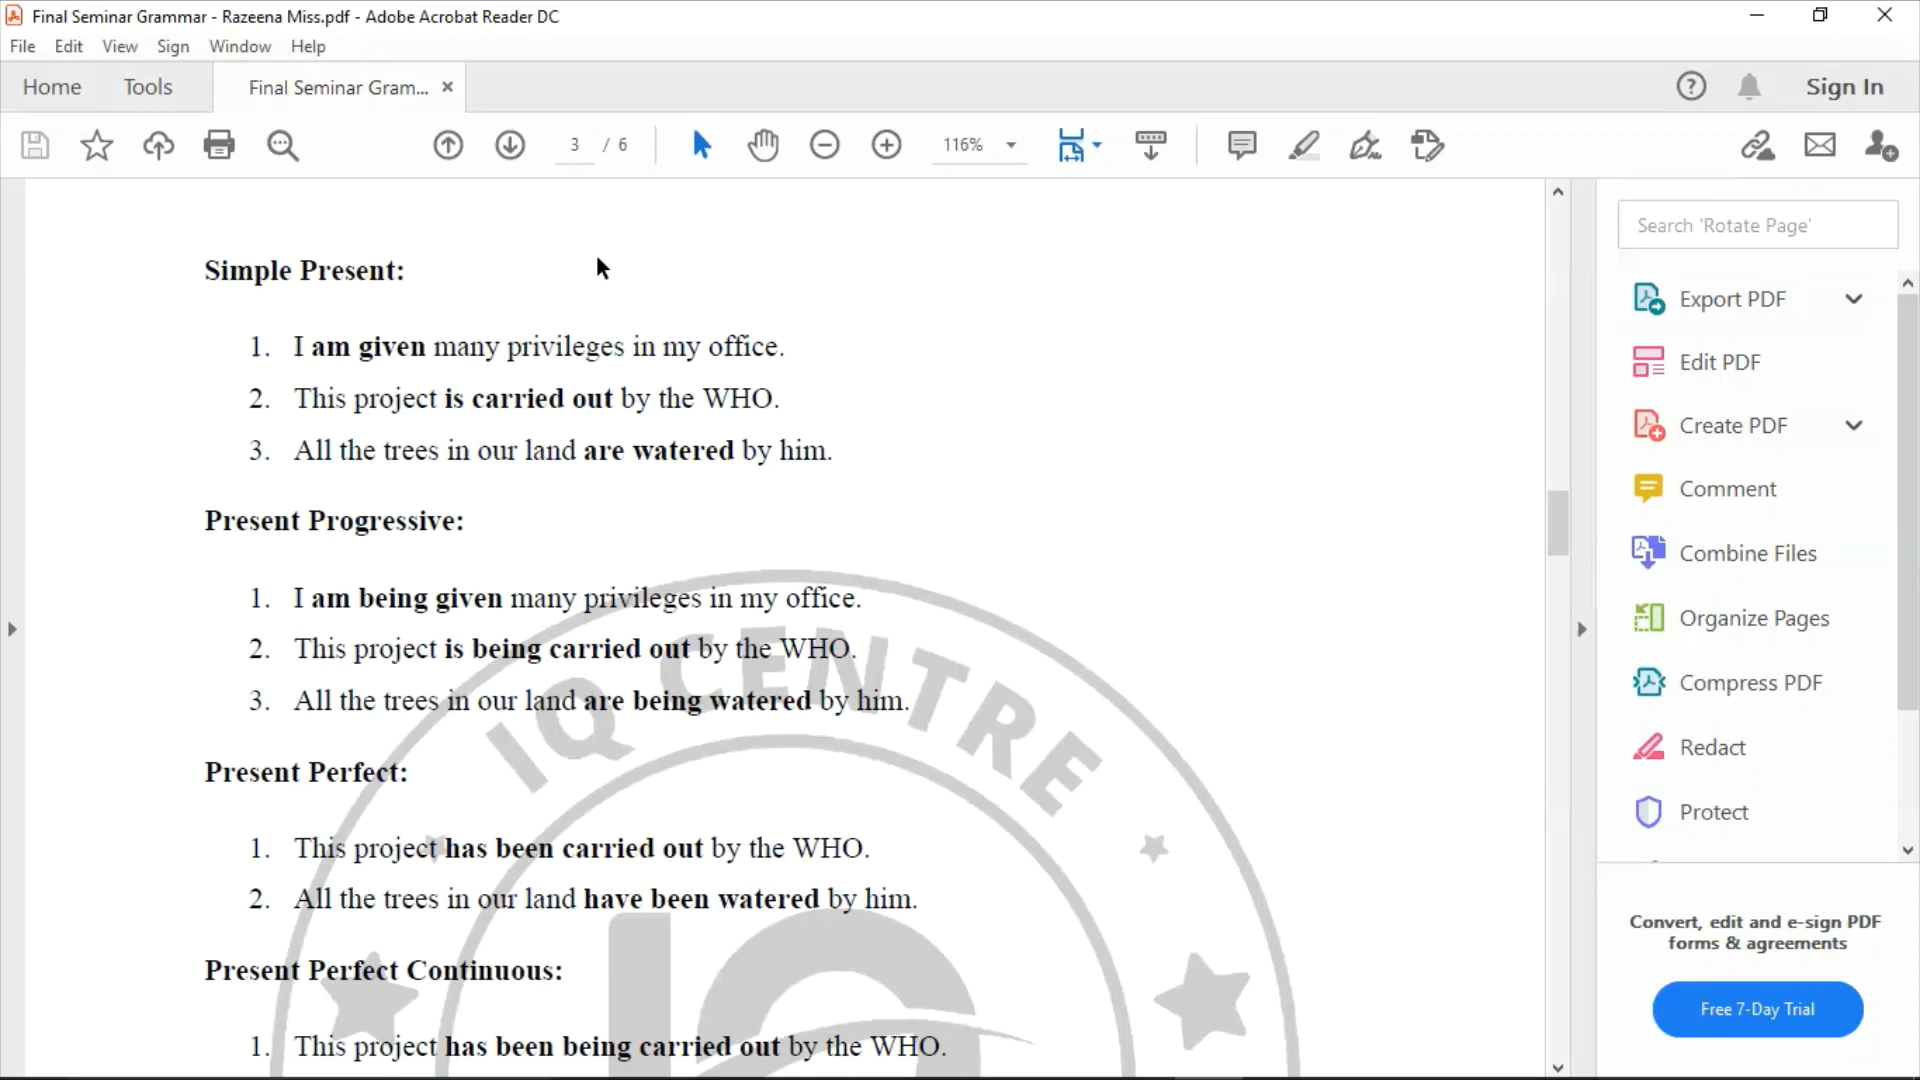 Final Seminar Grammar - Razeena Miss.pdf - Adobe Acrobat Reader DC
File Edit View Sign Window Help
Home Tools Final Seminar Gram... × Sign In
3 / 6 116%
Simple Present:
1. I am given many privileges in my office.
2. This project is carried out by the WHO.
3. All the trees in our land are watered by him.
Present Progressive:
1. I am being given many privileges in my office.
2. This project is being carried out by the WHO.
3. All the trees in our land are being watered by him.
Present Perfect:
1. This project has been carried out by the WHO.
2. All the trees in our land have been watered by him.
Present Perfect Continuous:
1. This project has been being carried out by the WHO.
IQ CENTRE
Search 'Rotate Page'
Export PDF
Edit PDF
Create PDF
Comment
Combine Files
Organize Pages
Compress PDF
Redact
Protect
Convert, edit and e-sign PDF
forms & agreements
Free 7-Day Trial